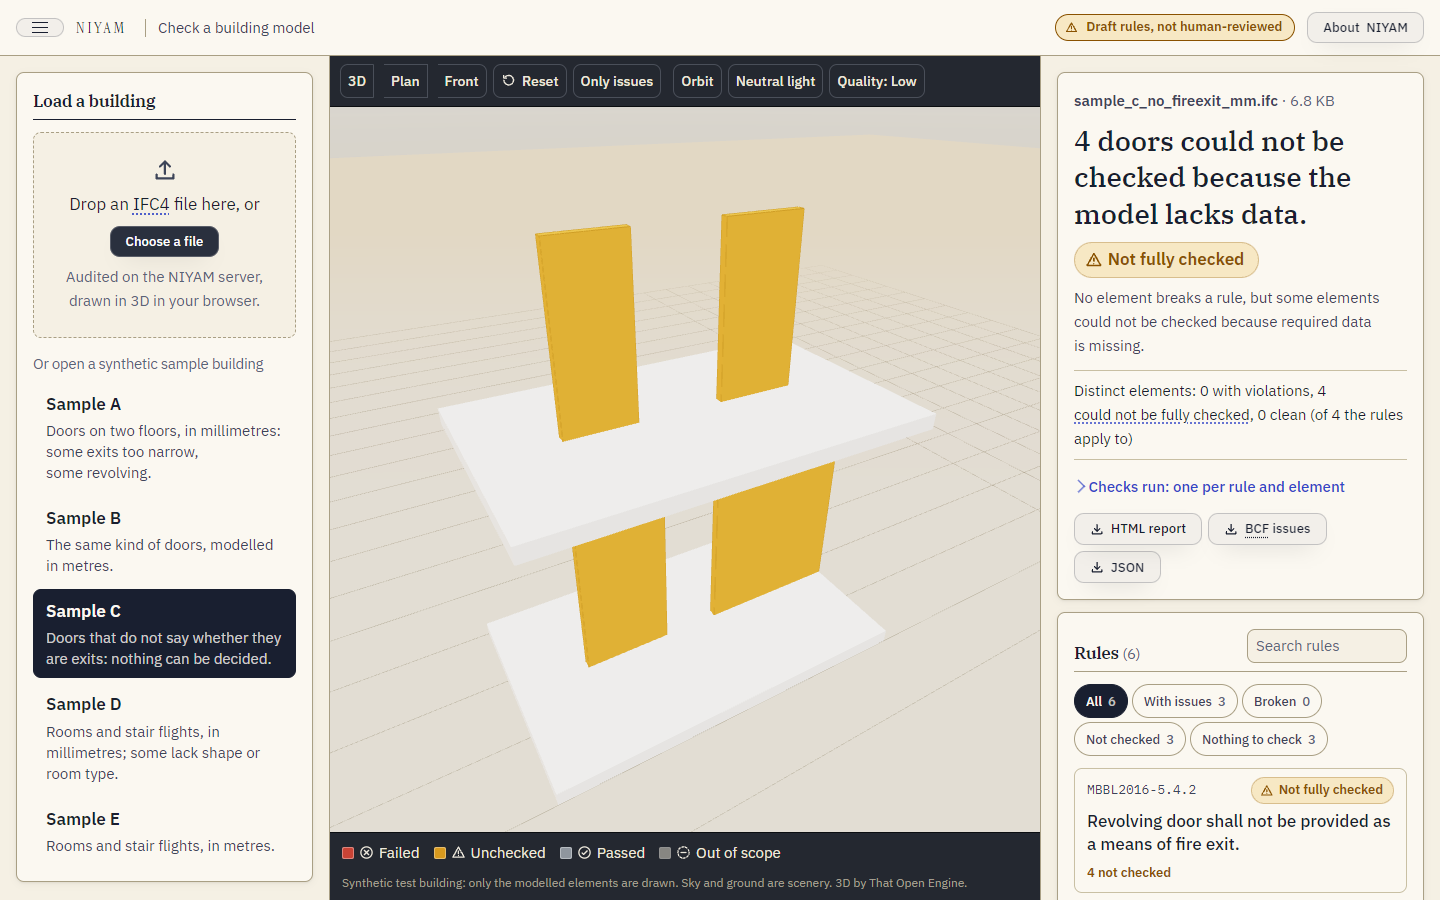 NIYAM
Check a building model
Draft rules, not human-reviewed
About NIYAM
Load a building
Drop an IFC4 file here, or
Choose a file
Audited on the NIYAM server,
drawn in 3D in your browser.
Or open a synthetic sample building
Sample A
Doors on two floors, in millimetres:
some exits too narrow,
some revolving.
Sample B
The same kind of doors, modelled
in metres.
Sample C
Doors that do not say whether they
are exits: nothing can be decided.
Sample D
Rooms and stair flights, in
millimetres; some lack shape or
room type.
Sample E
Rooms and stair flights, in metres.
3D Plan Front Reset Only issues Orbit Neutral light Quality: Low
Failed Unchecked Passed Out of scope
Synthetic test building: only the modelled elements are drawn. Sky and ground are scenery. 3D by That Open Engine.
sample_c_no_fireexit_mm.ifc · 6.8 KB
4 doors could not be
checked because the
model lacks data.
Not fully checked
No element breaks a rule, but some elements
could not be checked because required data
is missing.
Distinct elements: 0 with violations, 4
could not be fully checked, 0 clean (of 4 the rules
apply to)
Checks run: one per rule and element
HTML report
BCF issues
JSON
Rules (6)
Search rules
All 6
With issues 3
Broken 0
Not checked 3
Nothing to check 3
MBBL2016-5.4.2
Not fully checked
Revolving door shall not be provided as
a means of fire exit.
4 not checked